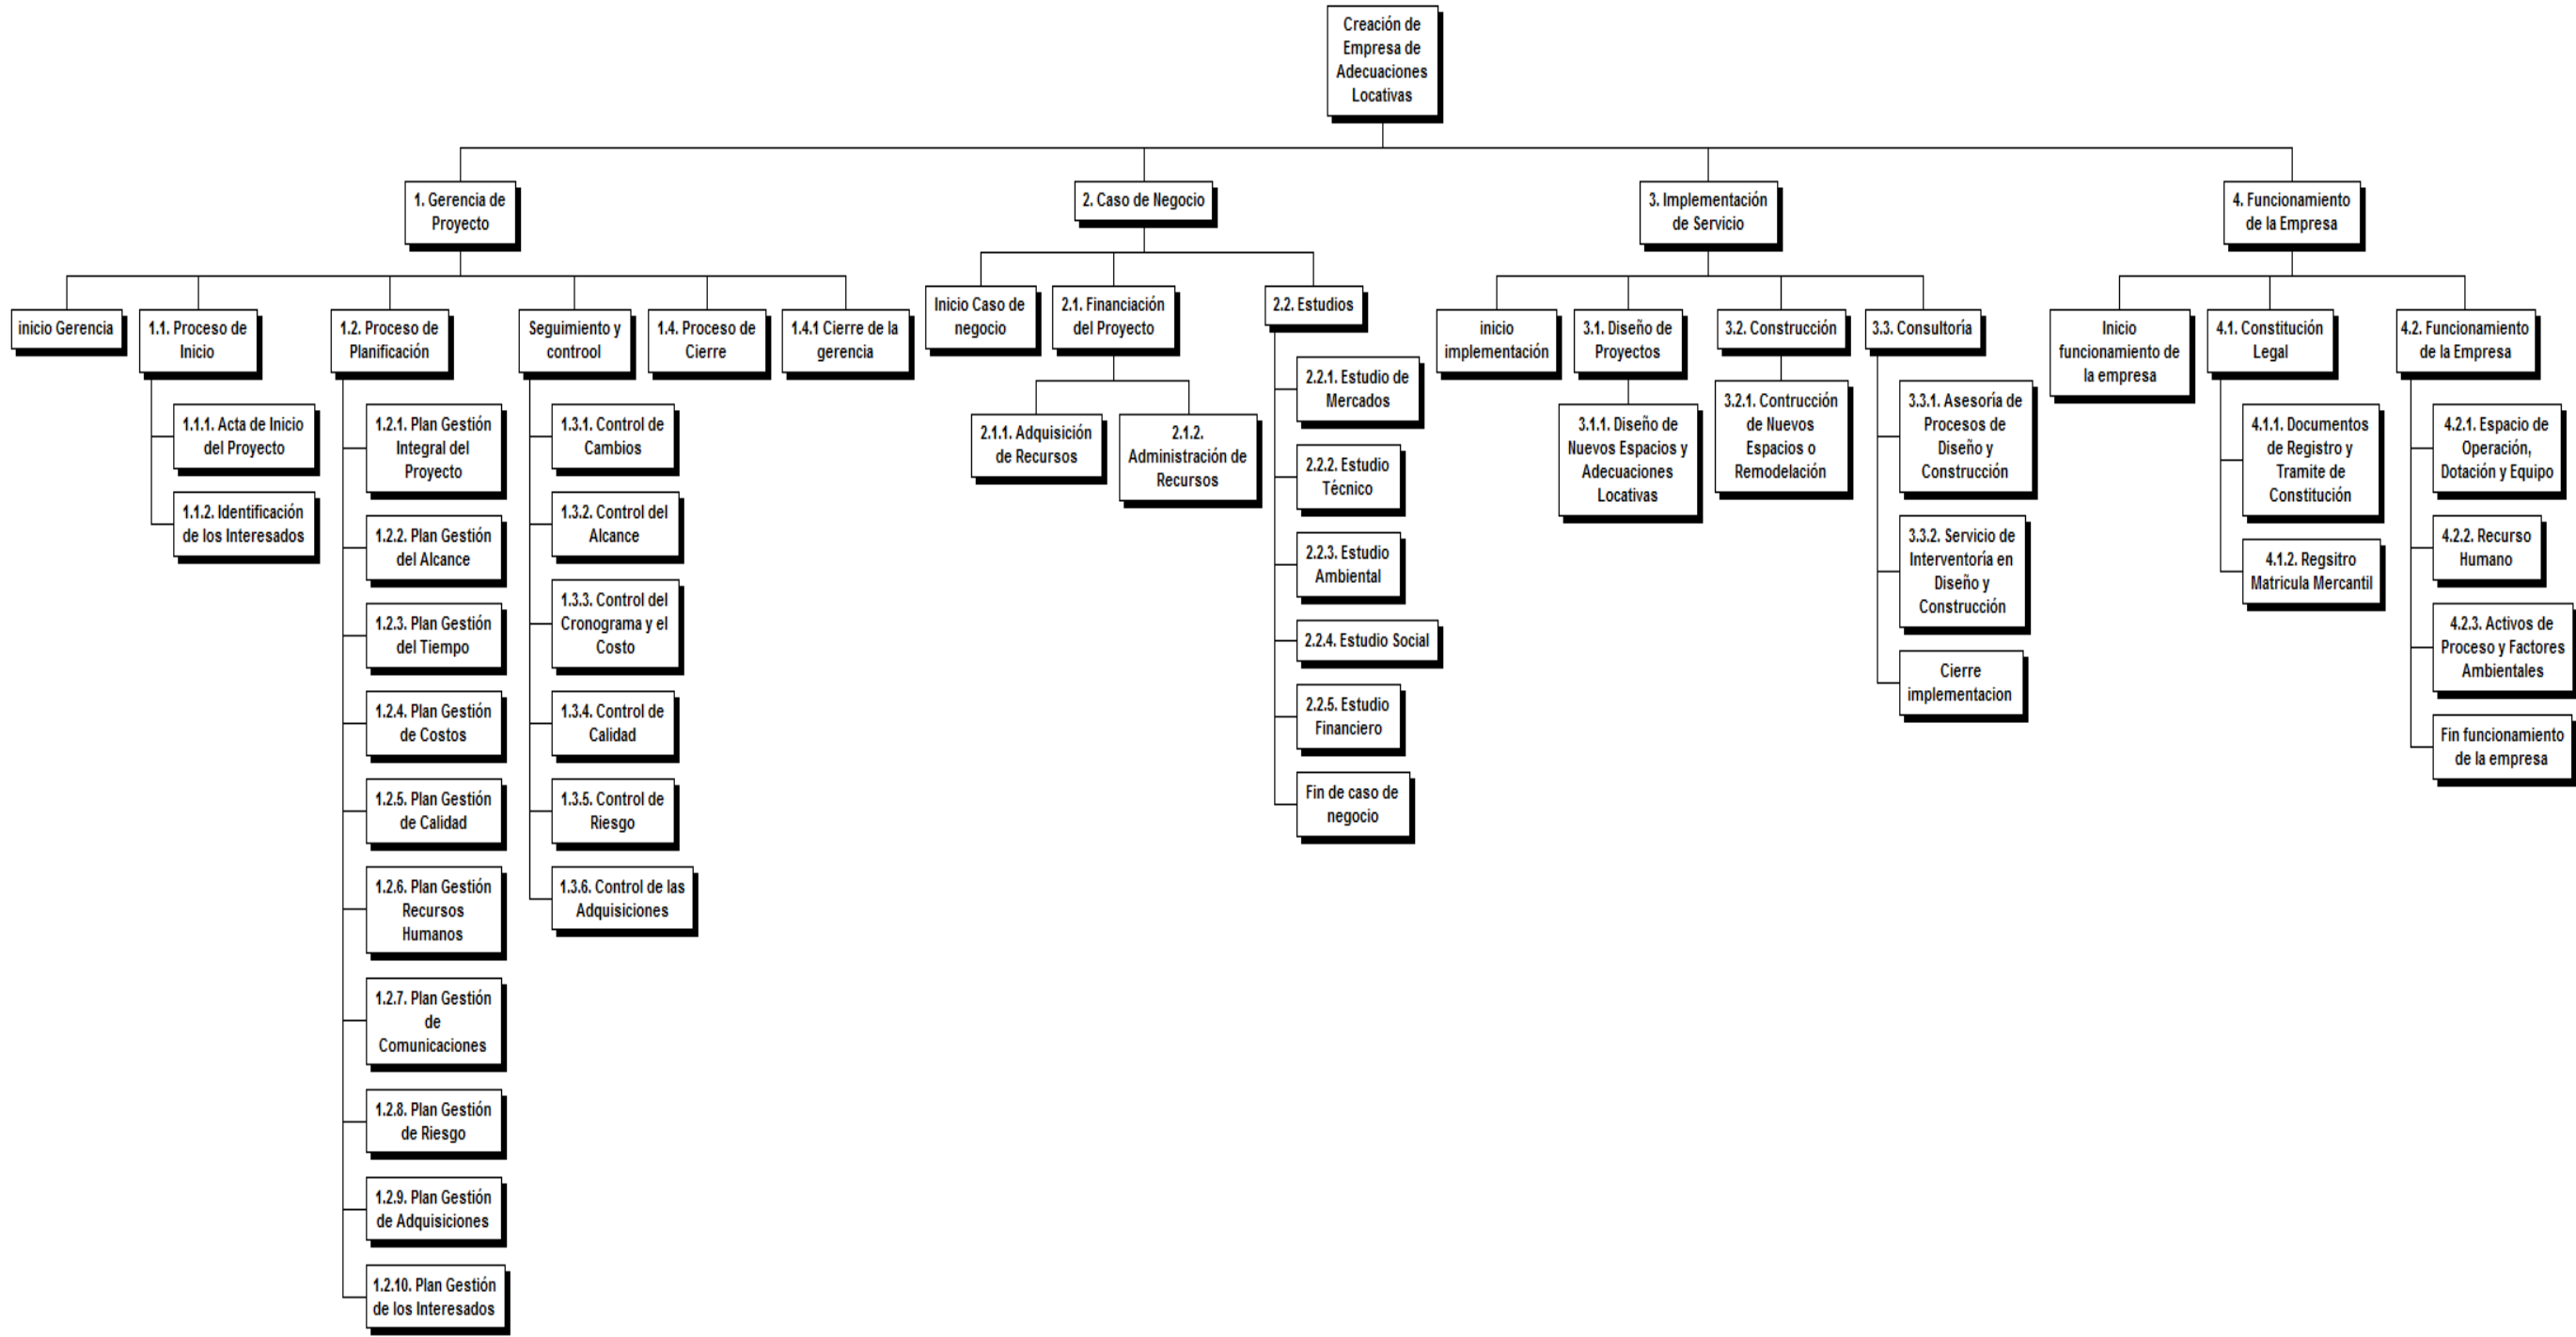 Creación de
Empresa de
Adecuaciones
Locativas
1. Gerencia de
Proyecto
2. Caso de Negocio
3. Implementación
de Servicio
4. Funcionamiento
de la Empresa
inicio Gerencia
1.1. Proceso de
Inicio
1.2. Proceso de
Planificación
Seguimiento y
controol
1.4. Proceso de
Cierre
1.4.1 Cierre de la
gerencia
Inicio Caso de
negocio
2.1. Financiación
del Proyecto
2.2. Estudios
inicio
implementación
3.1. Diseño de
Proyectos
3.2. Construcción
3.3. Consultoría
Inicio
funcionamiento de
la empresa
4.1. Constitución
Legal
4.2. Funcionamiento
de la Empresa
1.1.1. Acta de Inicio
del Proyecto
1.1.2. Identificación
de los Interesados
1.2.1. Plan Gestión
Integral del
Proyecto
1.2.2. Plan Gestión
del Alcance
1.2.3. Plan Gestión
del Tiempo
1.2.4. Plan Gestión
de Costos
1.2.5. Plan Gestión
de Calidad
1.2.6. Plan Gestión
Recursos
Humanos
1.2.7. Plan Gestión
de
Comunicaciones
1.2.8. Plan Gestión
de Riesgo
1.2.9. Plan Gestión
de Adquisiciones
1.2.10. Plan Gestión
de los Interesados
1.3.1. Control de
Cambios
1.3.2. Control del
Alcance
1.3.3. Control del
Cronograma y el
Costo
1.3.4. Control de
Calidad
1.3.5. Control de
Riesgo
1.3.6. Control de las
Adquisiciones
2.1.1. Adquisición
de Recursos
2.1.2.
Administración de
Recursos
2.2.1. Estudio de
Mercados
2.2.2. Estudio
Técnico
2.2.3. Estudio
Ambiental
2.2.4. Estudio Social
2.2.5. Estudio
Financiero
Fin de caso de
negocio
3.1.1. Diseño de
Nuevos Espacios y
Adecuaciones
Locativas
3.2.1. Contrucción
de Nuevos
Espacios o
Remodelación
3.3.1. Asesoría de
Procesos de
Diseño y
Construcción
3.3.2. Servicio de
Interventoría en
Diseño y
Construcción
Cierre
implementacion
4.1.1. Documentos
de Registro y
Tramite de
Constitución
4.1.2. Regsitro
Matricula Mercantil
4.2.1. Espacio de
Operación,
Dotación y Equipo
4.2.2. Recurso
Humano
4.2.3. Activos de
Proceso y Factores
Ambientales
Fin funcionamiento
de la empresa